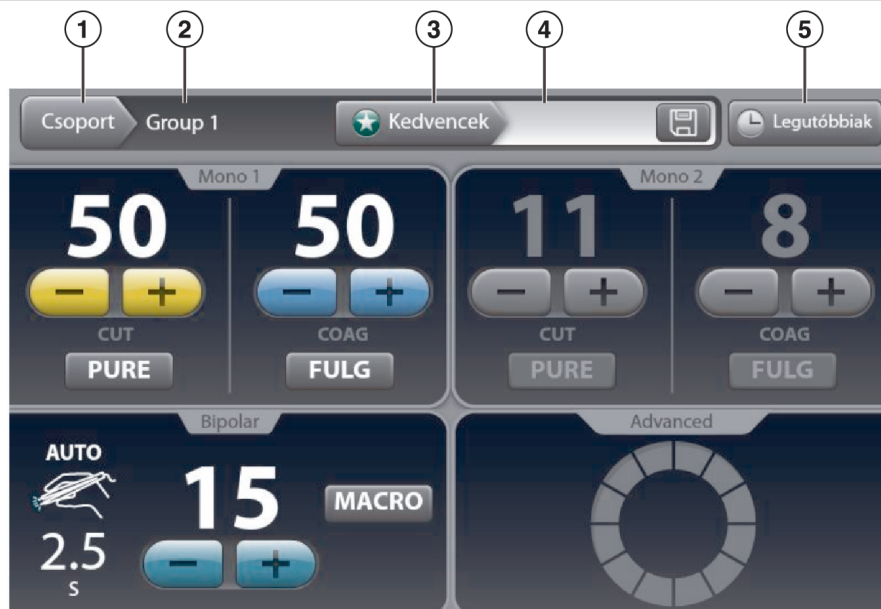 1 2 3 4 5
Csoport Group 1 Kedvencek Legutóbbiak
Mono 1 Mono 2
50 50 11 8
− + − + − + − +
CUT COAG CUT COAG
PURE FULG PURE FULG
Bipolar Advanced
AUTO
15 MACRO
2.5
− +
S